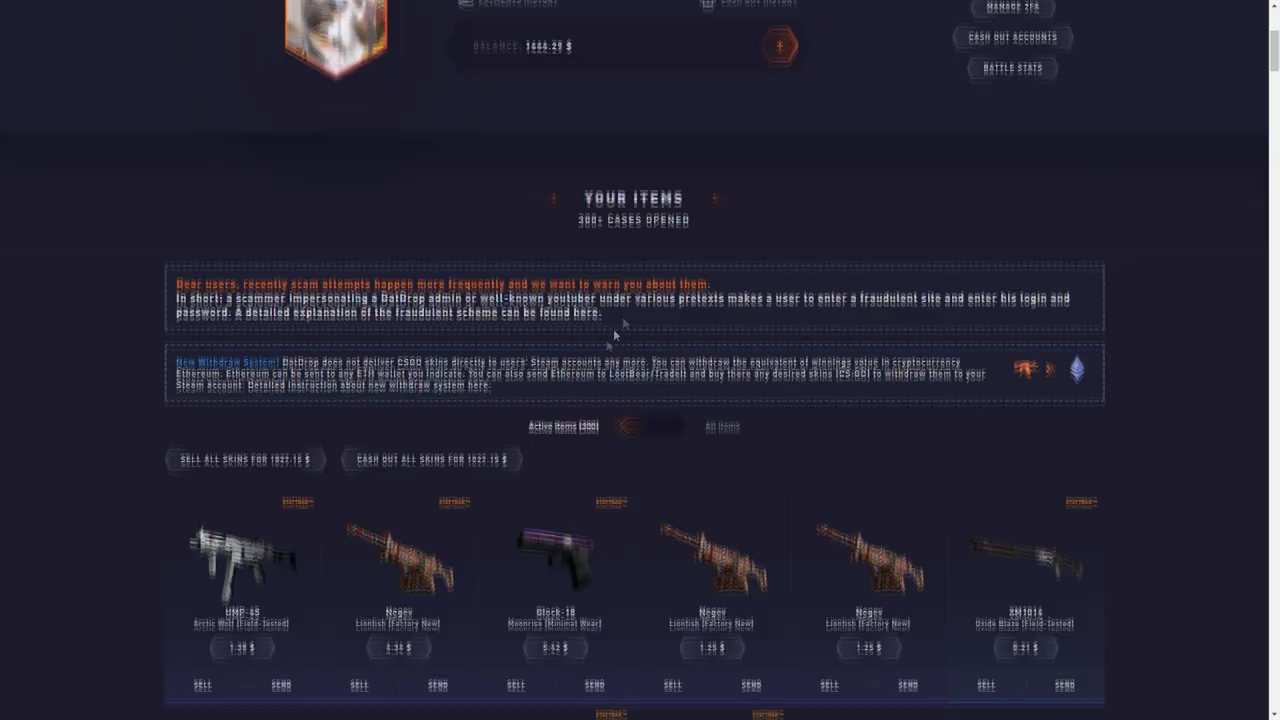 MANAGE 2FA
BALANCE: 1444.29 $
CASH OUT ACCOUNTS
BATTLE STATS
YOUR ITEMS
300+ CASES OPENED
Dear users, recently scam attempts happen more frequently and we want to warn you about them.
In short: a scammer impersonating a DatDrop admin or well-known youtuber under various pretexts makes a user to enter a fraudulent site and enter his login and
password. A detailed explanation of the fraudulent scheme can be found here.
New Withdraw System! DatDrop does not deliver CSGO skins directly to users' Steam accounts any more. You can withdraw the equivalent of winnings value in cryptocurrency
Ethereum. Ethereum can be sent to any ETH wallet you indicate. You can also send Ethereum to LootBear/Tradeit and buy there any desired skins (CS:GO) to withdraw them to your
Steam account. Detailed instruction about new withdraw system here.
Active items (300) All items
SELL ALL SKINS FOR 1827.15 $ CASH OUT ALL SKINS FOR 1827.15 $
STATTRAK™ STATTRAK™ STATTRAK™ STATTRAK™
UMP-45 Negev Glock-18 Negev Negev XM1014
Arctic Wolf (Field-Tested) Lionfish (Factory New) Moonrise (Minimal Wear) Lionfish (Factory New) Lionfish (Factory New) Oxide Blaze (Field-Tested)
1.25 $ 1.25 $
SELL SEND SELL SEND SELL SEND SELL SEND SELL SEND SELL SEND
STATTRAK™ STATTRAK™